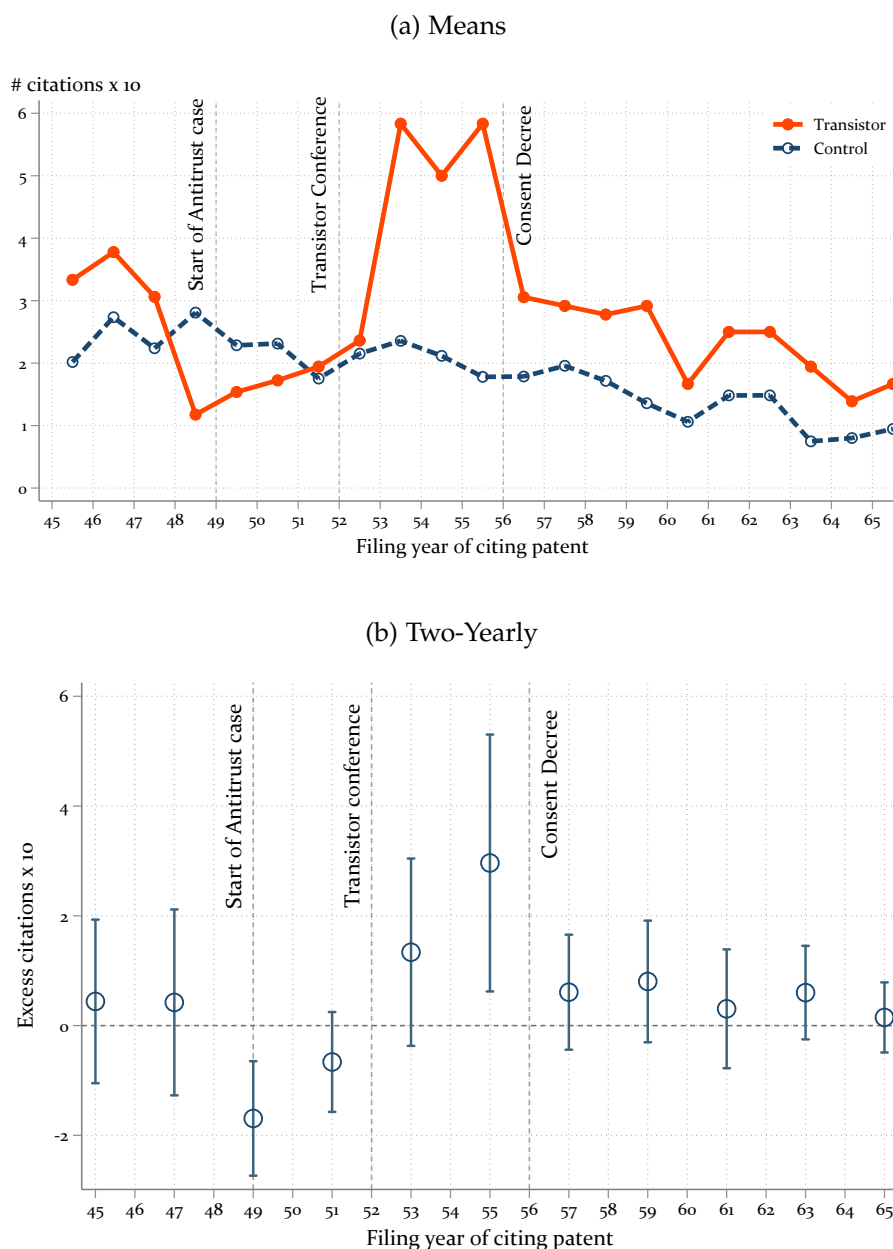 (a) Means
# citations x 10
6
5
4
3
2
1
0
Start of Antitrust case
Transistor Conference
Consent Decree
Transistor
Control
45 46 47 48 49 50 51 52 53 54 55 56 57 58 59 60 61 62 63 64 65
Filing year of citing patent
(b) Two-Yearly
Excess citations x 10
6
4
2
0
-2
Start of Antitrust case
Transistor conference
Consent Decree
45 46 47 48 49 50 51 52 53 54 55 56 57 58 59 60 61 62 63 64 65
Filing year of citing patent